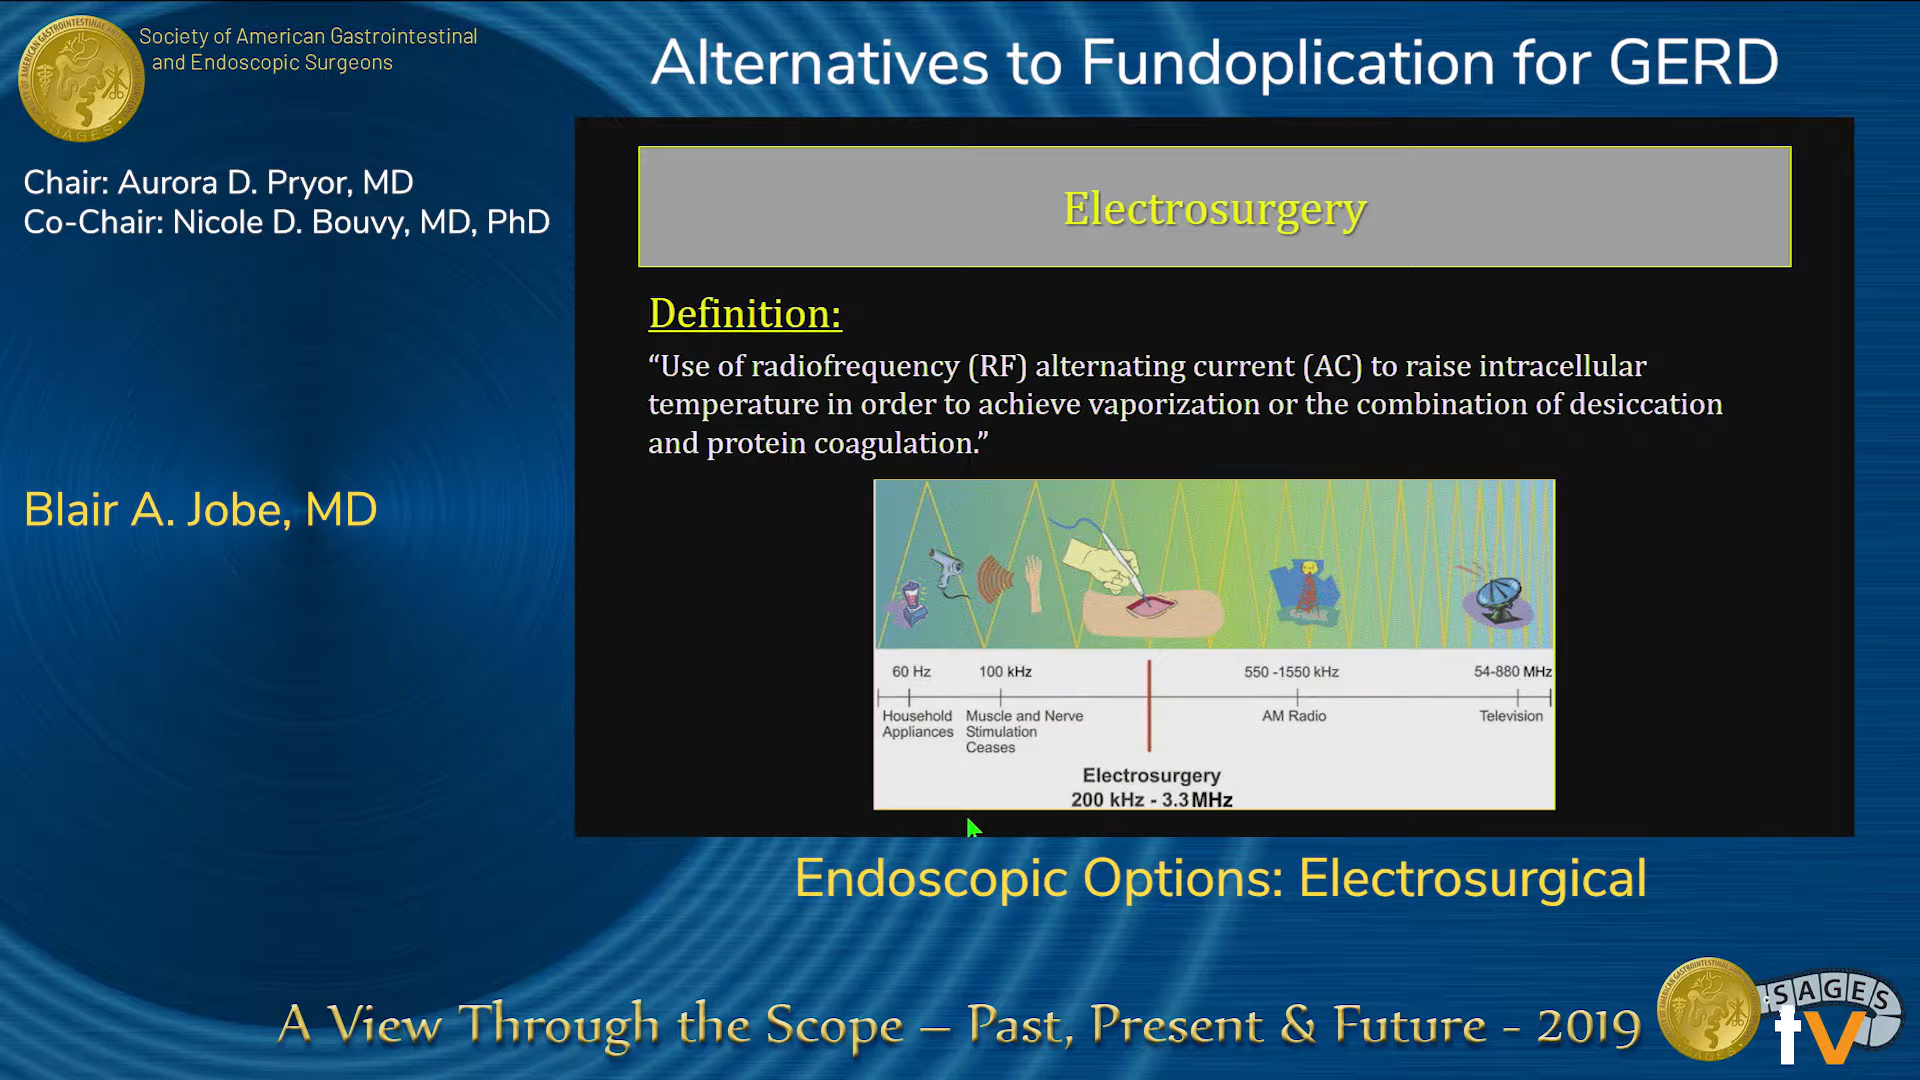 Society of American Gastrointestinal
and Endoscopic Surgeons
Alternatives to Fundoplication for GERD
Chair: Aurora D. Pryor, MD
Co-Chair: Nicole D. Bouvy, MD, PhD
Blair A. Jobe, MD
Electrosurgery
Definition:
“Use of radiofrequency (RF) alternating current (AC) to raise intracellular
temperature in order to achieve vaporization or the combination of desiccation
and protein coagulation.”
60 Hz
100 kHz
550 -1550 kHz
54-880 MHz
Household
Appliances
Muscle and Nerve
Stimulation
Ceases
AM Radio
Television
Electrosurgery
200 kHz - 3.3MHz
Endoscopic Options: Electrosurgical
A View Through the Scope – Past, Present & Future - 2019
SAGES
tv
SAGES